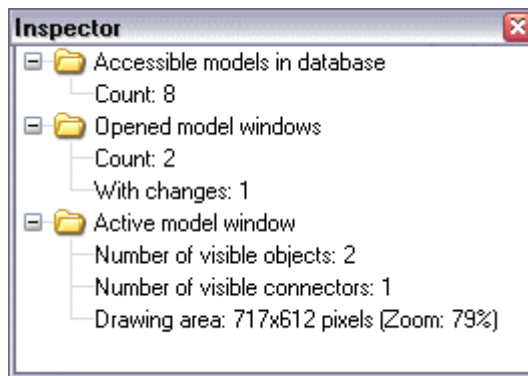 Inspector
Accessible models in database
Count: 8
Opened model windows
Count: 2
With changes: 1
Active model window
Number of visible objects: 2
Number of visible connectors: 1
Drawing area: 717x612 pixels (Zoom: 79%)